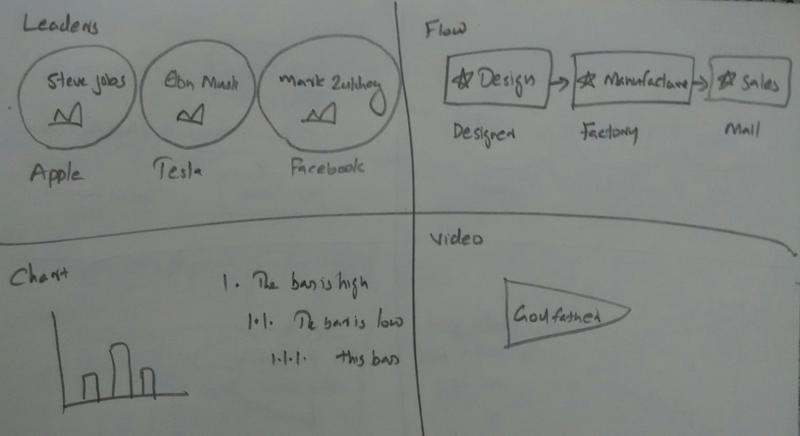 Leaders
Steve Jobs
Elon Musk
Mark
Apple
Tesla
Facebook
Flow
Design
Manufacture
Sales
Designer
Factory
Mall
Chart
1. The bar is high
1.1. The bar is low
1.1.1. this bar
Video
Godfather